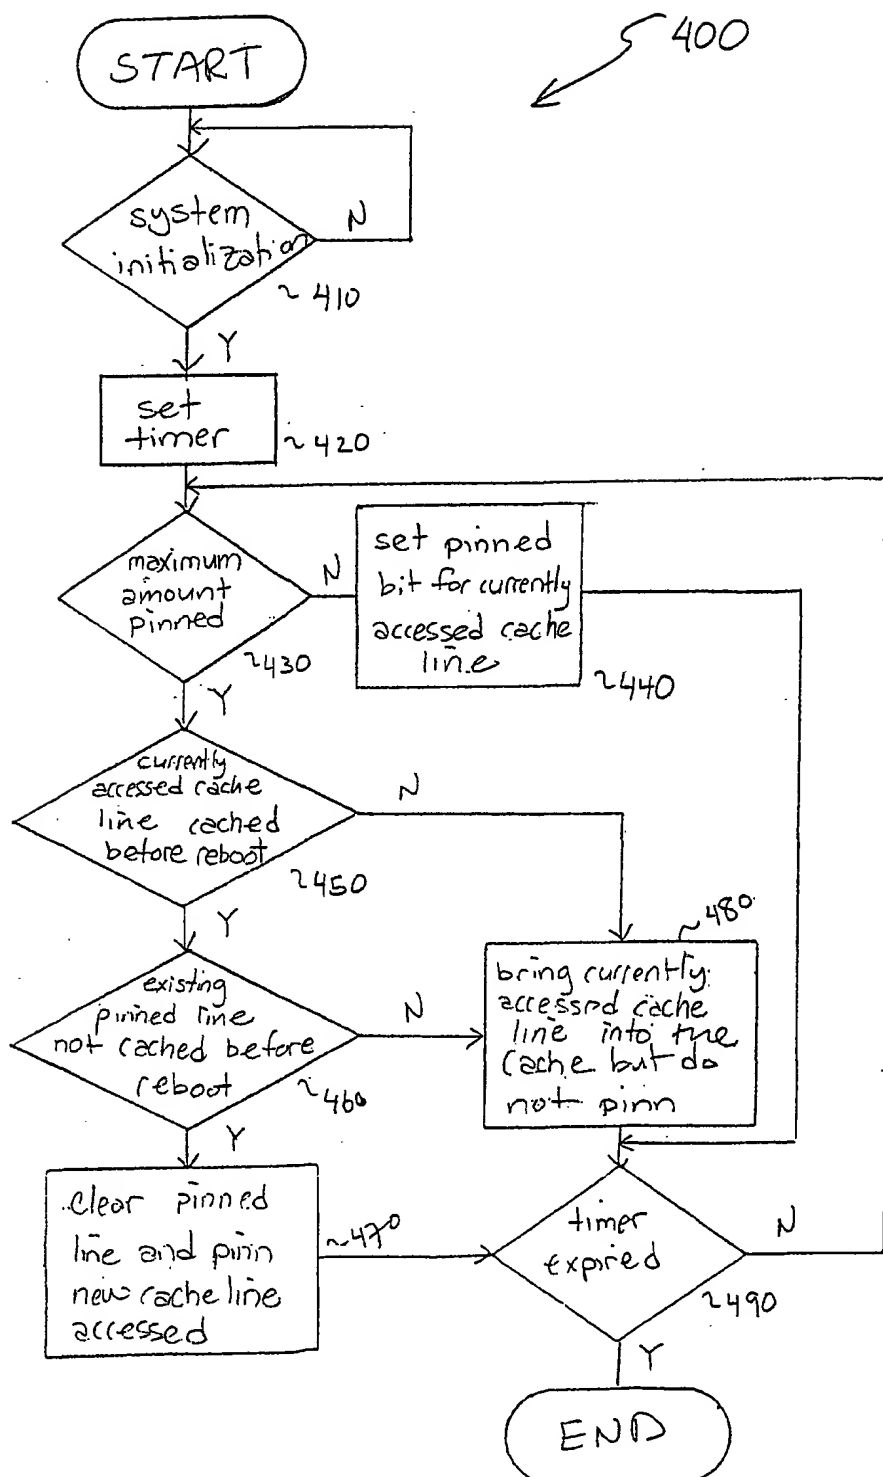 400
START
system
initialization
N
~410
Y
set
timer
~420
maximum
amount
pinned
N
~430
set pinned
bit for currently
accessed cache
line
~440
Y
currently
accessed cache
line cached
before reboot
N
~450
Y
existing
pinned line
not cached before
reboot
N
~460
~480
bring currently
accessed cache
line into the
cache but do
not pinn
Y
clear pinned
line and pinn
new cache line
accessed
~470
timer
expired
N
~490
Y
END